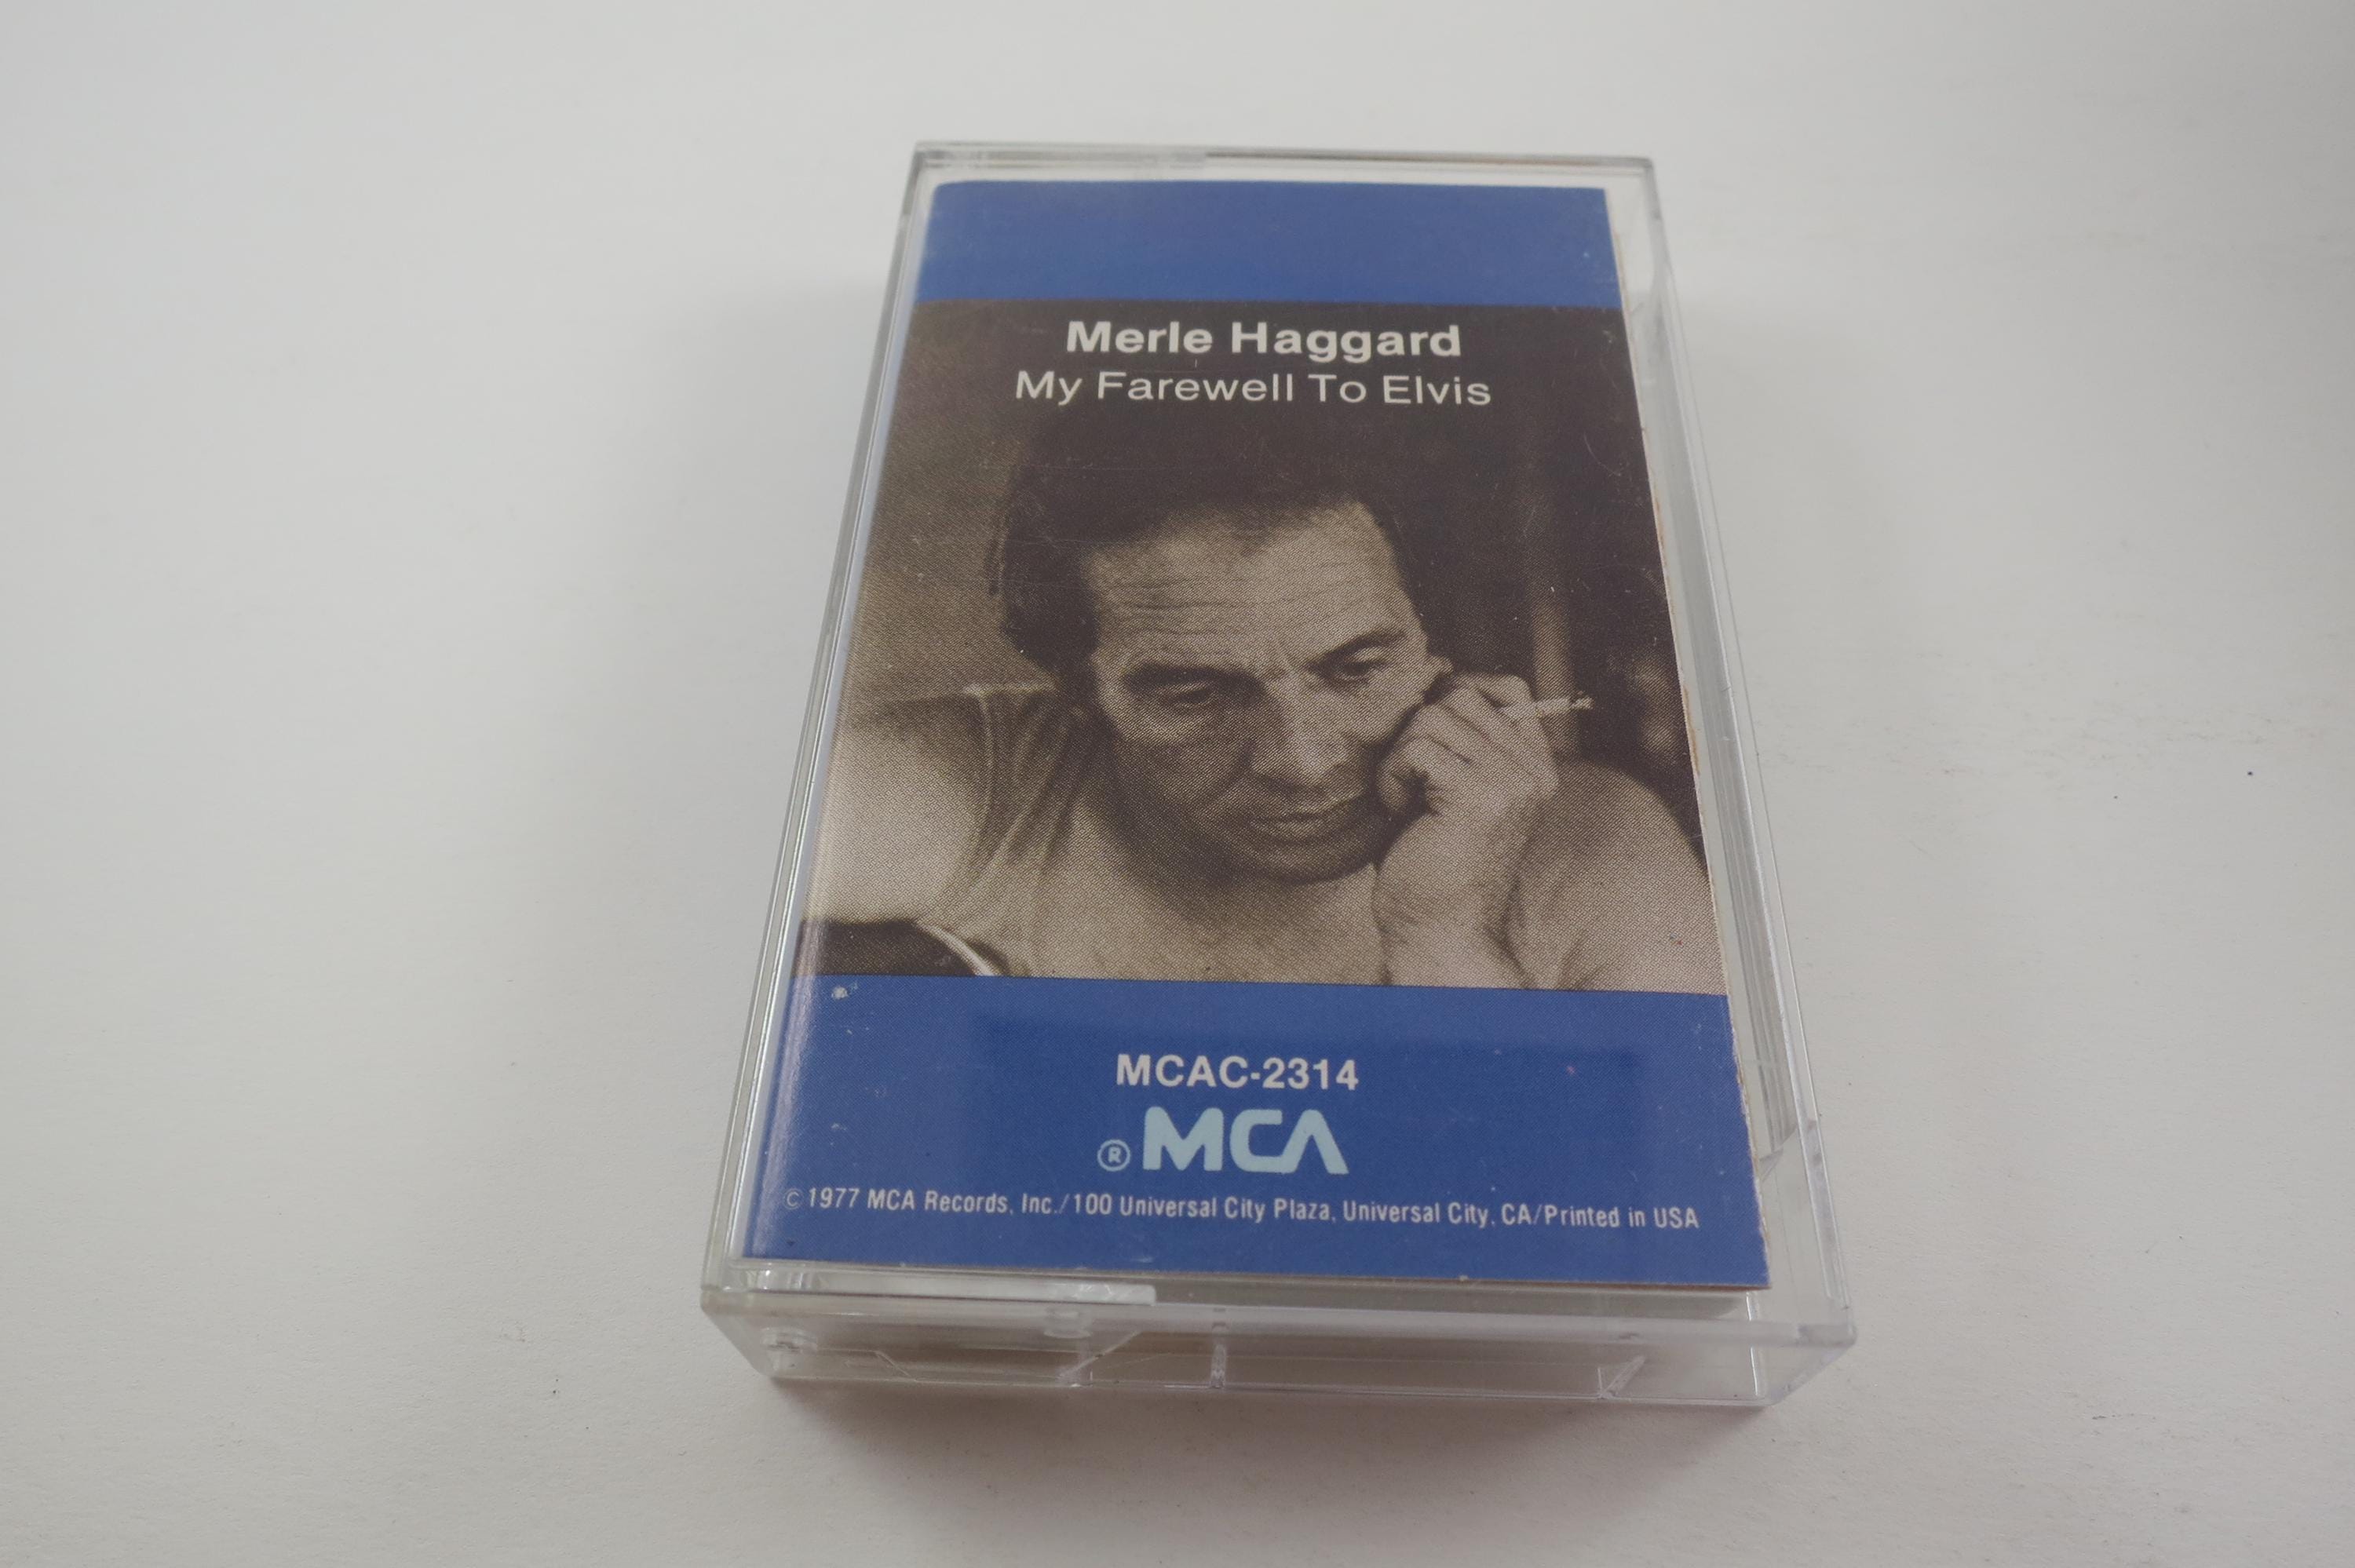 Merle Haggard
My Farewell To Elvis
MCAC-2314
® MCA
© 1977 MCA Records, Inc./100 Universal City Plaza, Universal City, CA/Printed in USA